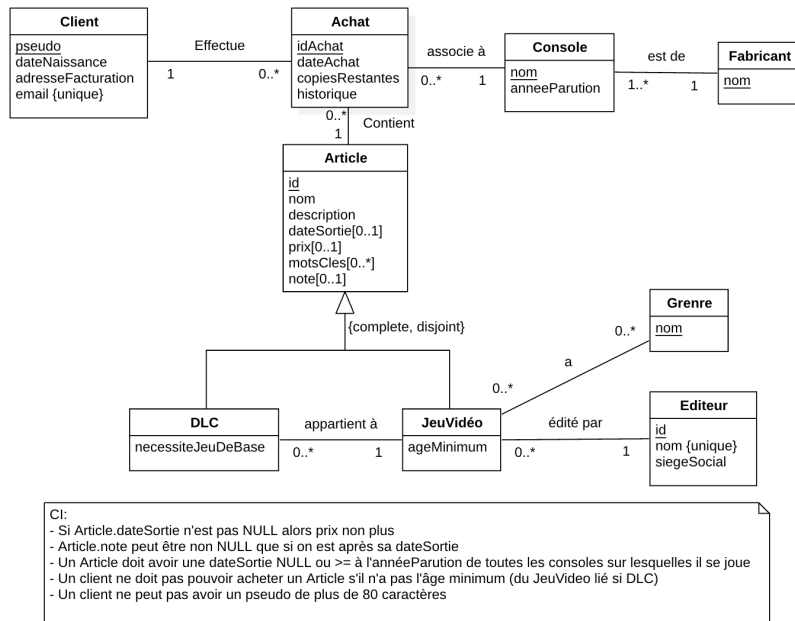 Client
pseudo
dateNaissance
adresseFacturation
email {unique}
Effectue
1
0..*
Achat
idAchat
dateAchat
copiesRestantes
historique
associe à
0..*
1
Console
nom
anneeParution
est de
1..*
1
Fabricant
nom
0..*
1
Contient
Article
id
nom
description
dateSortie[0..1]
prix[0..1]
motsCles[0..*]
note[0..1]
{complete, disjoint}
Grenre
nom
0..*
a
0..*
DLC
necessiteJeuDeBase
appartient à
0..*
1
JeuVidéo
ageMinimum
édité par
0..*
1
Editeur
id
nom {unique}
siegeSocial
CI:
- Si Article.dateSortie n'est pas NULL alors prix non plus
- Article.note peut être non NULL que si on est après sa dateSortie
- Un Article doit avoir une dateSortie NULL ou >= à l'annéeParution de toutes les consoles sur lesquelles il se joue
- Un client ne doit pas pouvoir acheter un Article s'il n'a pas l'âge minimum (du JeuVideo lié si DLC)
- Un client ne peut pas avoir un pseudo de plus de 80 caractères